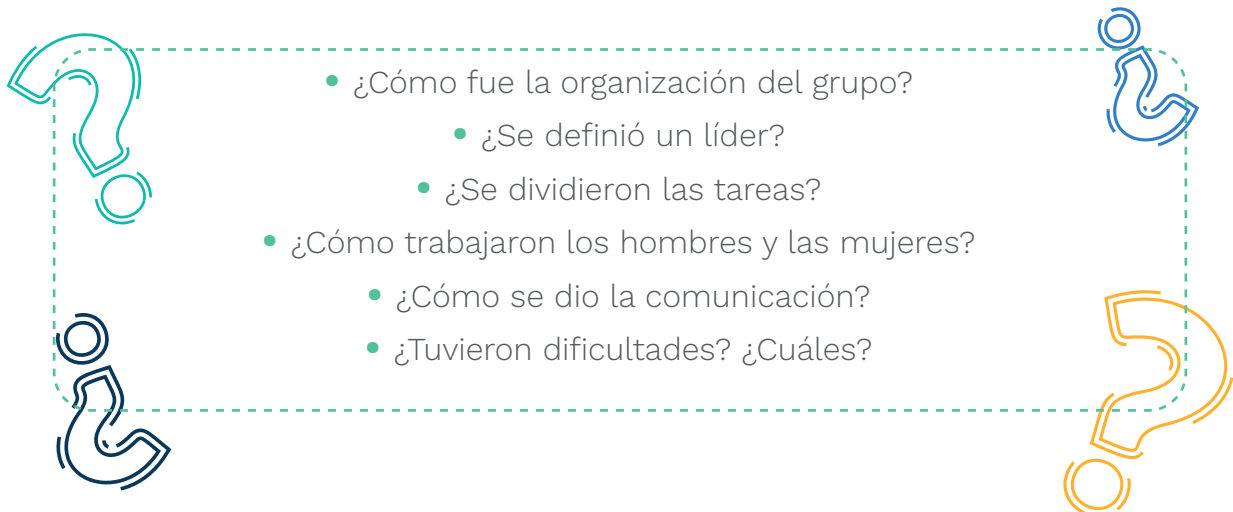 • ¿Cómo fue la organización del grupo?
• ¿Se definió un líder?
• ¿Se dividieron las tareas?
• ¿Cómo trabajaron los hombres y las mujeres?
• ¿Cómo se dio la comunicación?
• ¿Tuvieron dificultades? ¿Cuáles?